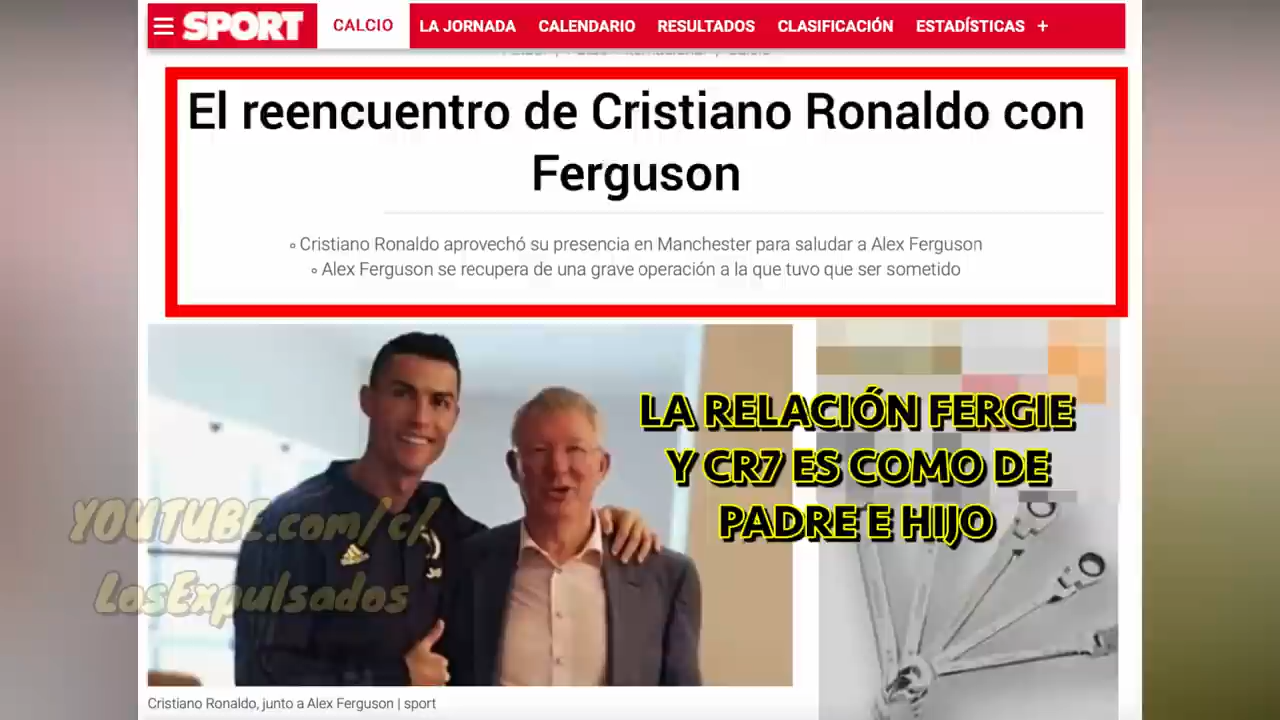 SPORT CALCIO LA JORNADA CALENDARIO RESULTADOS CLASIFICACIÓN ESTADÍSTICAS +
El reencuentro de Cristiano Ronaldo con
Ferguson
Cristiano Ronaldo aprovechó su presencia en Manchester para saludar a Alex Ferguson
Alex Ferguson se recupera de una grave operación a la que tuvo que ser sometido
LA RELACIÓN FERGIE
Y CR7 ES COMO DE
PADRE E HIJO
YOUTUBE.com/c/
LosExpulsados
Cristiano Ronaldo, junto a Alex Ferguson | sport